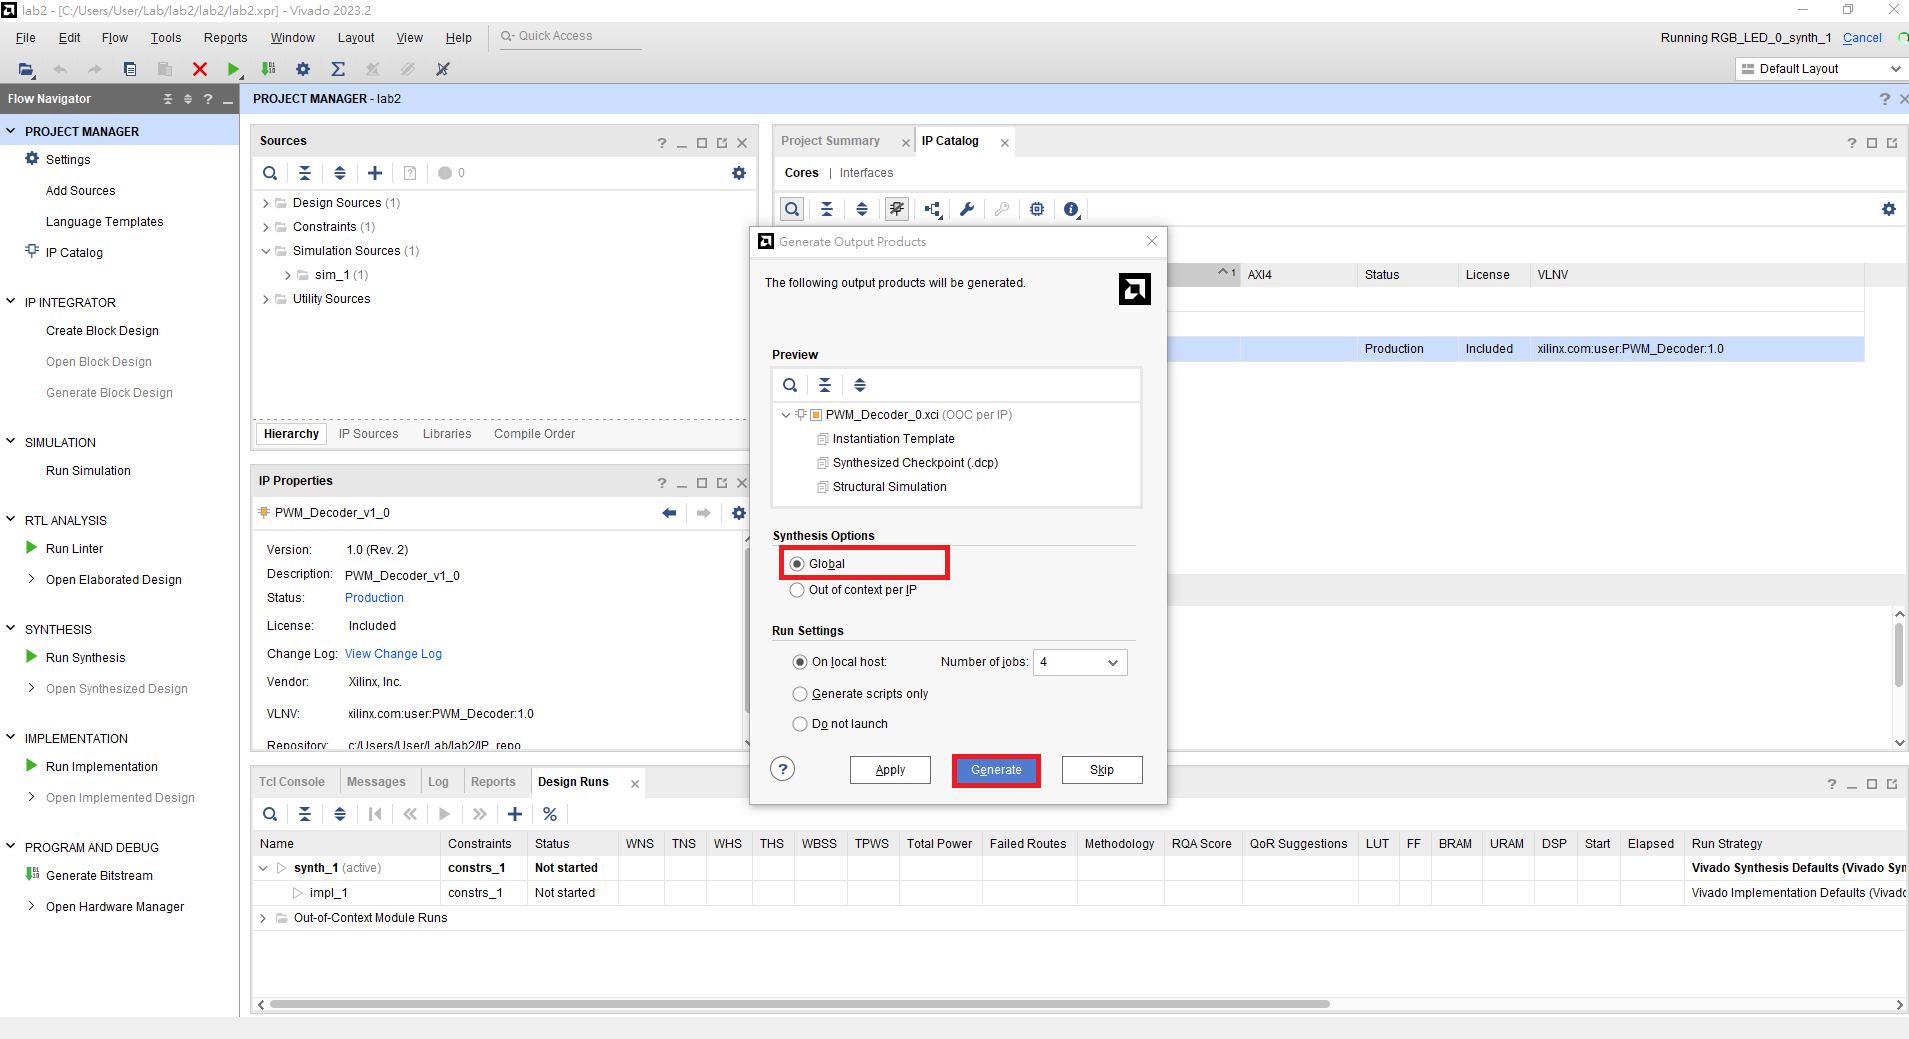 lab2 - [C:/Users/User/Lab/lab2/lab2/lab2.xpr] - Vivado 2023.2
File Edit Flow Tools Reports Window Layout View Help Quick Access
Running RGB_LED_0_synth_1 Cancel
Default Layout
Flow Navigator
PROJECT MANAGER - lab2
PROJECT MANAGER
Settings
Add Sources
Language Templates
IP Catalog
IP INTEGRATOR
Create Block Design
Open Block Design
Generate Block Design
SIMULATION
Run Simulation
RTL ANALYSIS
Run Linter
Open Elaborated Design
SYNTHESIS
Run Synthesis
Open Synthesized Design
IMPLEMENTATION
Run Implementation
Open Implemented Design
PROGRAM AND DEBUG
Generate Bitstream
Open Hardware Manager
Sources
0
Design Sources (1)
Constraints (1)
Simulation Sources (1)
sim_1 (1)
Utility Sources
Hierarchy IP Sources Libraries Compile Order
IP Properties
PWM_Decoder_v1_0
Version: 1.0 (Rev. 2)
Description: PWM_Decoder_v1_0
Status: Production
License: Included
Change Log: View Change Log
Vendor: Xilinx, Inc.
VLNV: xilinx.com:user:PWM_Decoder:1.0
Repository: c:/Users/User/Lab/lab2/IP_repo
Project Summary IP Catalog
Cores | Interfaces
1 AXI4 Status License VLNV
Production Included xilinx.com:user:PWM_Decoder:1.0
Generate Output Products
The following output products will be generated.
Preview
PWM_Decoder_0.xci (OOC per IP)
Instantiation Template
Synthesized Checkpoint (.dcp)
Structural Simulation
Synthesis Options
Global
Out of context per IP
Run Settings
On local host: Number of jobs: 4
Generate scripts only
Do not launch
? Apply Generate Skip
Tcl Console Messages Log Reports Design Runs
Name Constraints Status WNS TNS WHS THS WBSS TPWS Total Power Failed Routes Methodology RQA Score QoR Suggestions LUT FF BRAM URAM DSP Start Elapsed Run Strategy
synth_1 (active) constrs_1 Not started Vivado Synthesis Defaults (Vivado Syn
impl_1 constrs_1 Not started Vivado Implementation Defaults (Vivado
Out-of-Context Module Runs